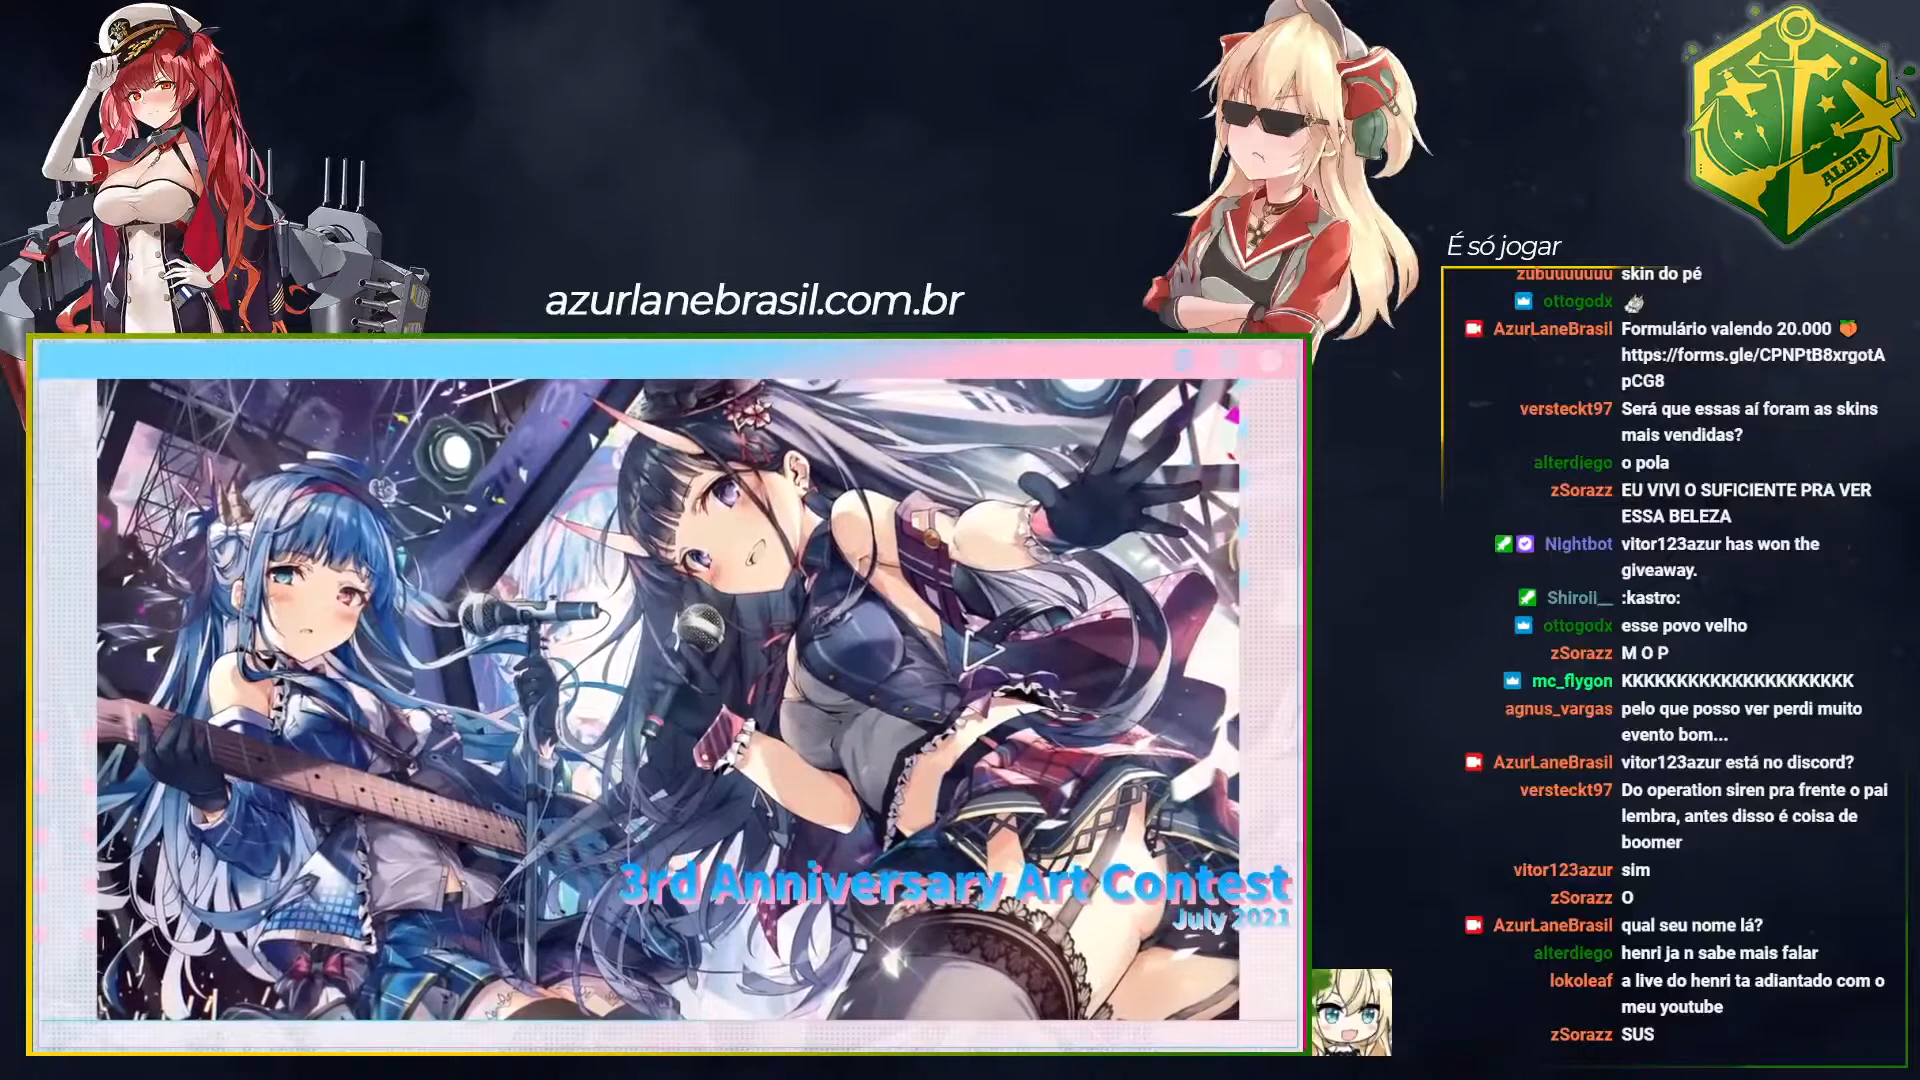 azurlanebrasil.com.br
ALBR
3rd Anniversary Art Contest
July 2021
É só jogar
zubuuuuuuu skin do pé
ottogodx
AzurLaneBrasil Formulário valendo 20.000 🍑
https://forms.gle/CPNPtB8xrgotA
pCG8
versteckt97 Será que essas aí foram as skins
mais vendidas?
alterdiego o pola
zSorazz EU VIVI O SUFICIENTE PRA VER
ESSA BELEZA
Nightbot vitor123azur has won the
giveaway.
Shiroii__ :kastro:
ottogodx esse povo velho
zSorazz M O P
mc_flygon KKKKKKKKKKKKKKKKKKKKK
agnus_vargas pelo que posso ver perdi muito
evento bom...
AzurLaneBrasil vitor123azur está no discord?
versteckt97 Do operation siren pra frente o pai
lembra, antes disso é coisa de
boomer
vitor123azur sim
zSorazz O
AzurLaneBrasil qual seu nome lá?
alterdiego henri ja n sabe mais falar
lokoleaf a live do henri ta adiantado com o
meu youtube
zSorazz SUS